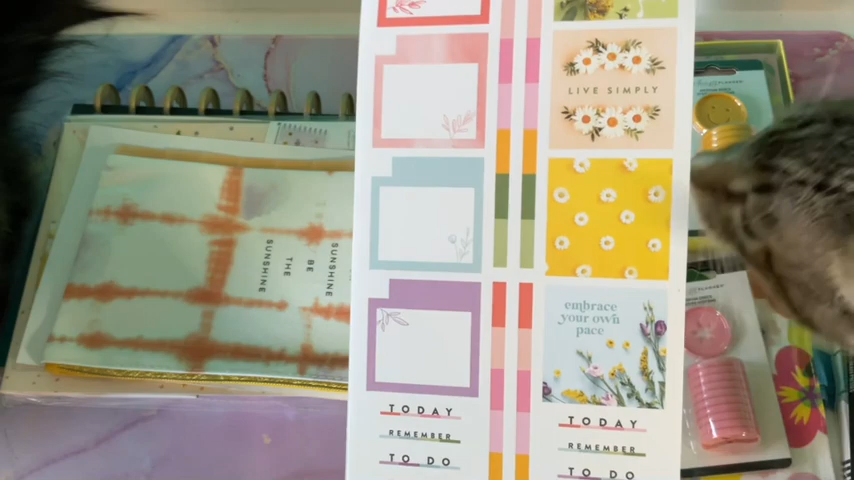 LIVE SIMPLY
embrace
your own
pace
TODAY
REMEMBER
TO DO
TODAY
REMEMBER
TO DO
SUNSHINE
BE
THE
SUNSHINE